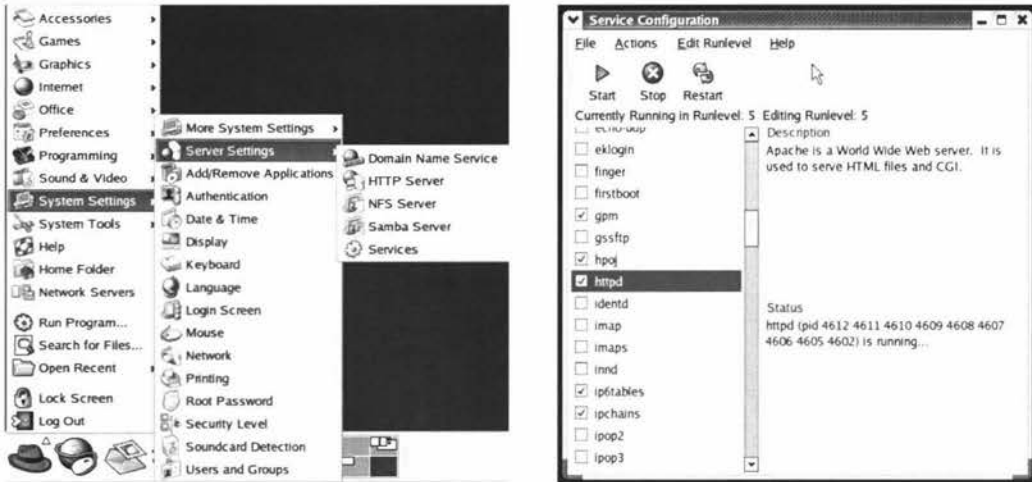 Accessories
Games
Graphics
Internet
Office
Preferences
Programming
Sound & Video
System Settings
System Tools
Help
Home Folder
Network Servers
Run Program...
Search for Files...
Open Recent
Lock Screen
Log Out
More System Settings
Server Settings
Add/Remove Applications
Authentication
Date & Time
Display
Keyboard
Language
Login Screen
Mouse
Network
Printing
Root Password
Security Level
Soundcard Detection
Users and Groups
Domain Name Service
HTTP Server
NFS Server
Samba Server
Services
Service Configuration
File Actions Edit Runlevel Help
Start Stop Restart
Currently Running in Runlevel: 5 Editing Runlevel: 5
echo-udp
eklogin
finger
firstboot
gpm
gssftp
hpoj
httpd
identd
imap
imaps
innd
ip6tables
ipchains
ipop2
ipop3
Description
Apache is a World Wide Web server. It is
used to serve HTML files and CGI.
Status
httpd (pid 4612 4611 4610 4609 4608 4607
4606 4605 4602) is running...